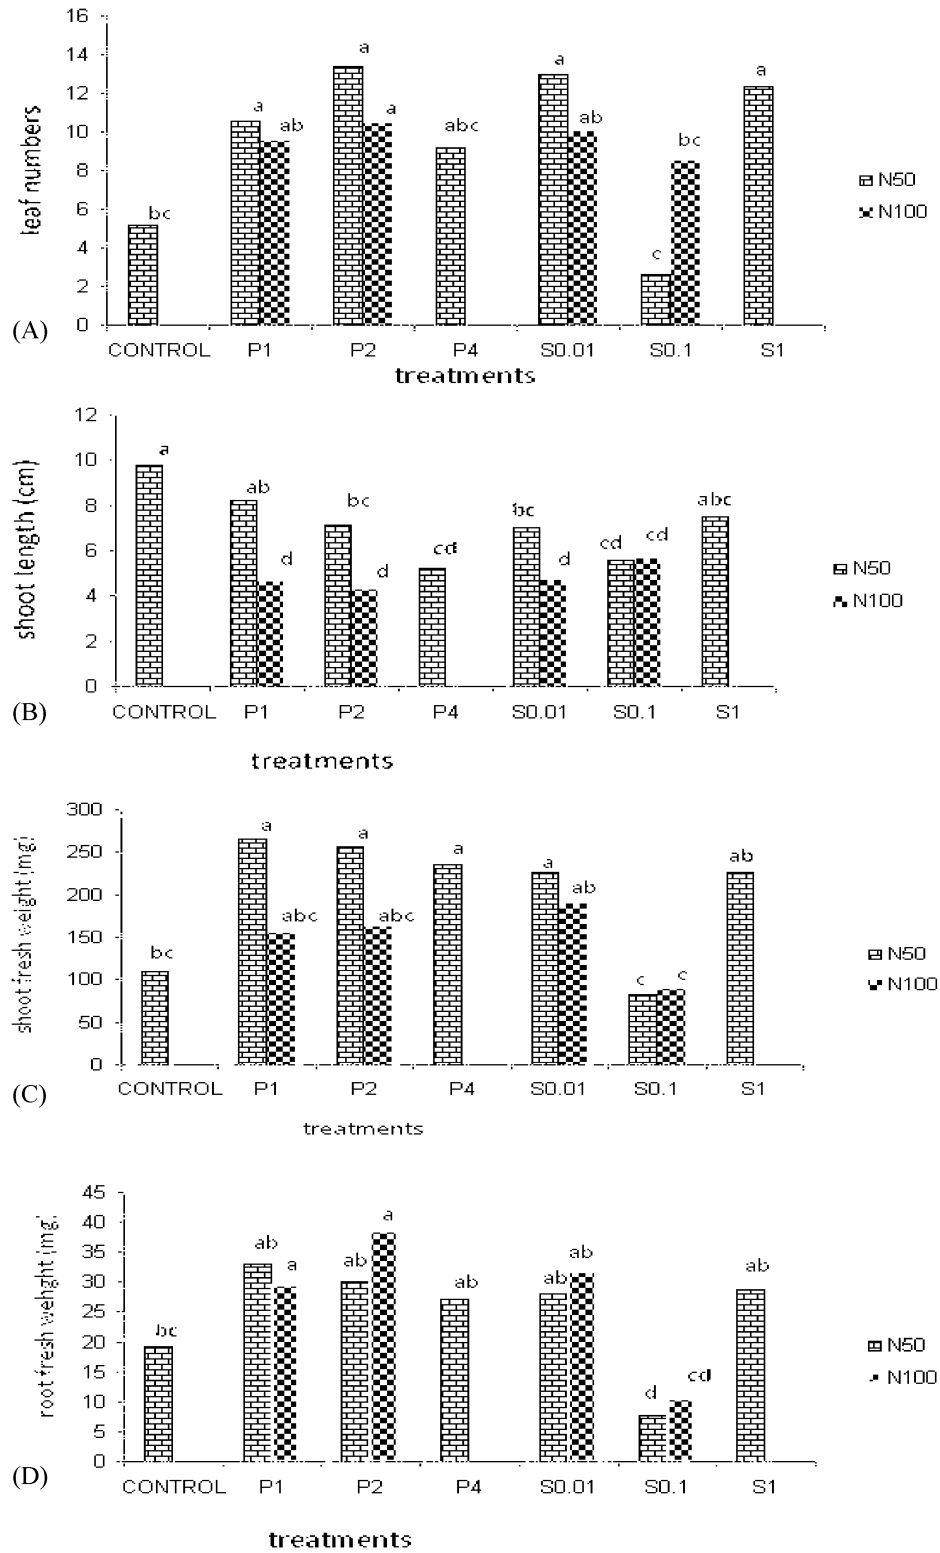 16
14
12
10
8
6
4
2
0
leaf numbers
a
a
a
a
ab
a
abc
ab
bc
bc
c
CONTROL P1 P2 P4 S0.01 S0.1 S1
treatments
N50
N100
(A)
12
10
8
6
4
2
0
shoot length (cm)
a
ab
bc
bc
abc
d
d
cd
d
cd
cd
CONTROL P1 P2 P4 S0.01 S0.1 S1
treatments
N50
N100
(B)
300
250
200
150
100
50
0
shoot fresh weight (mg)
bc
a
abc
a
abc
a
a
ab
c
c
ab
CONTROL P1 P2 P4 S0.01 S0.1 S1
treatments
N50
N100
(C)
45
40
35
30
25
20
15
10
5
0
root fresh wehght (mg)
bc
ab
a
ab
a
ab
ab
ab
d
cd
ab
CONTROL P1 P2 P4 S0.01 S0.1 S1
treatments
N50
N100
(D)